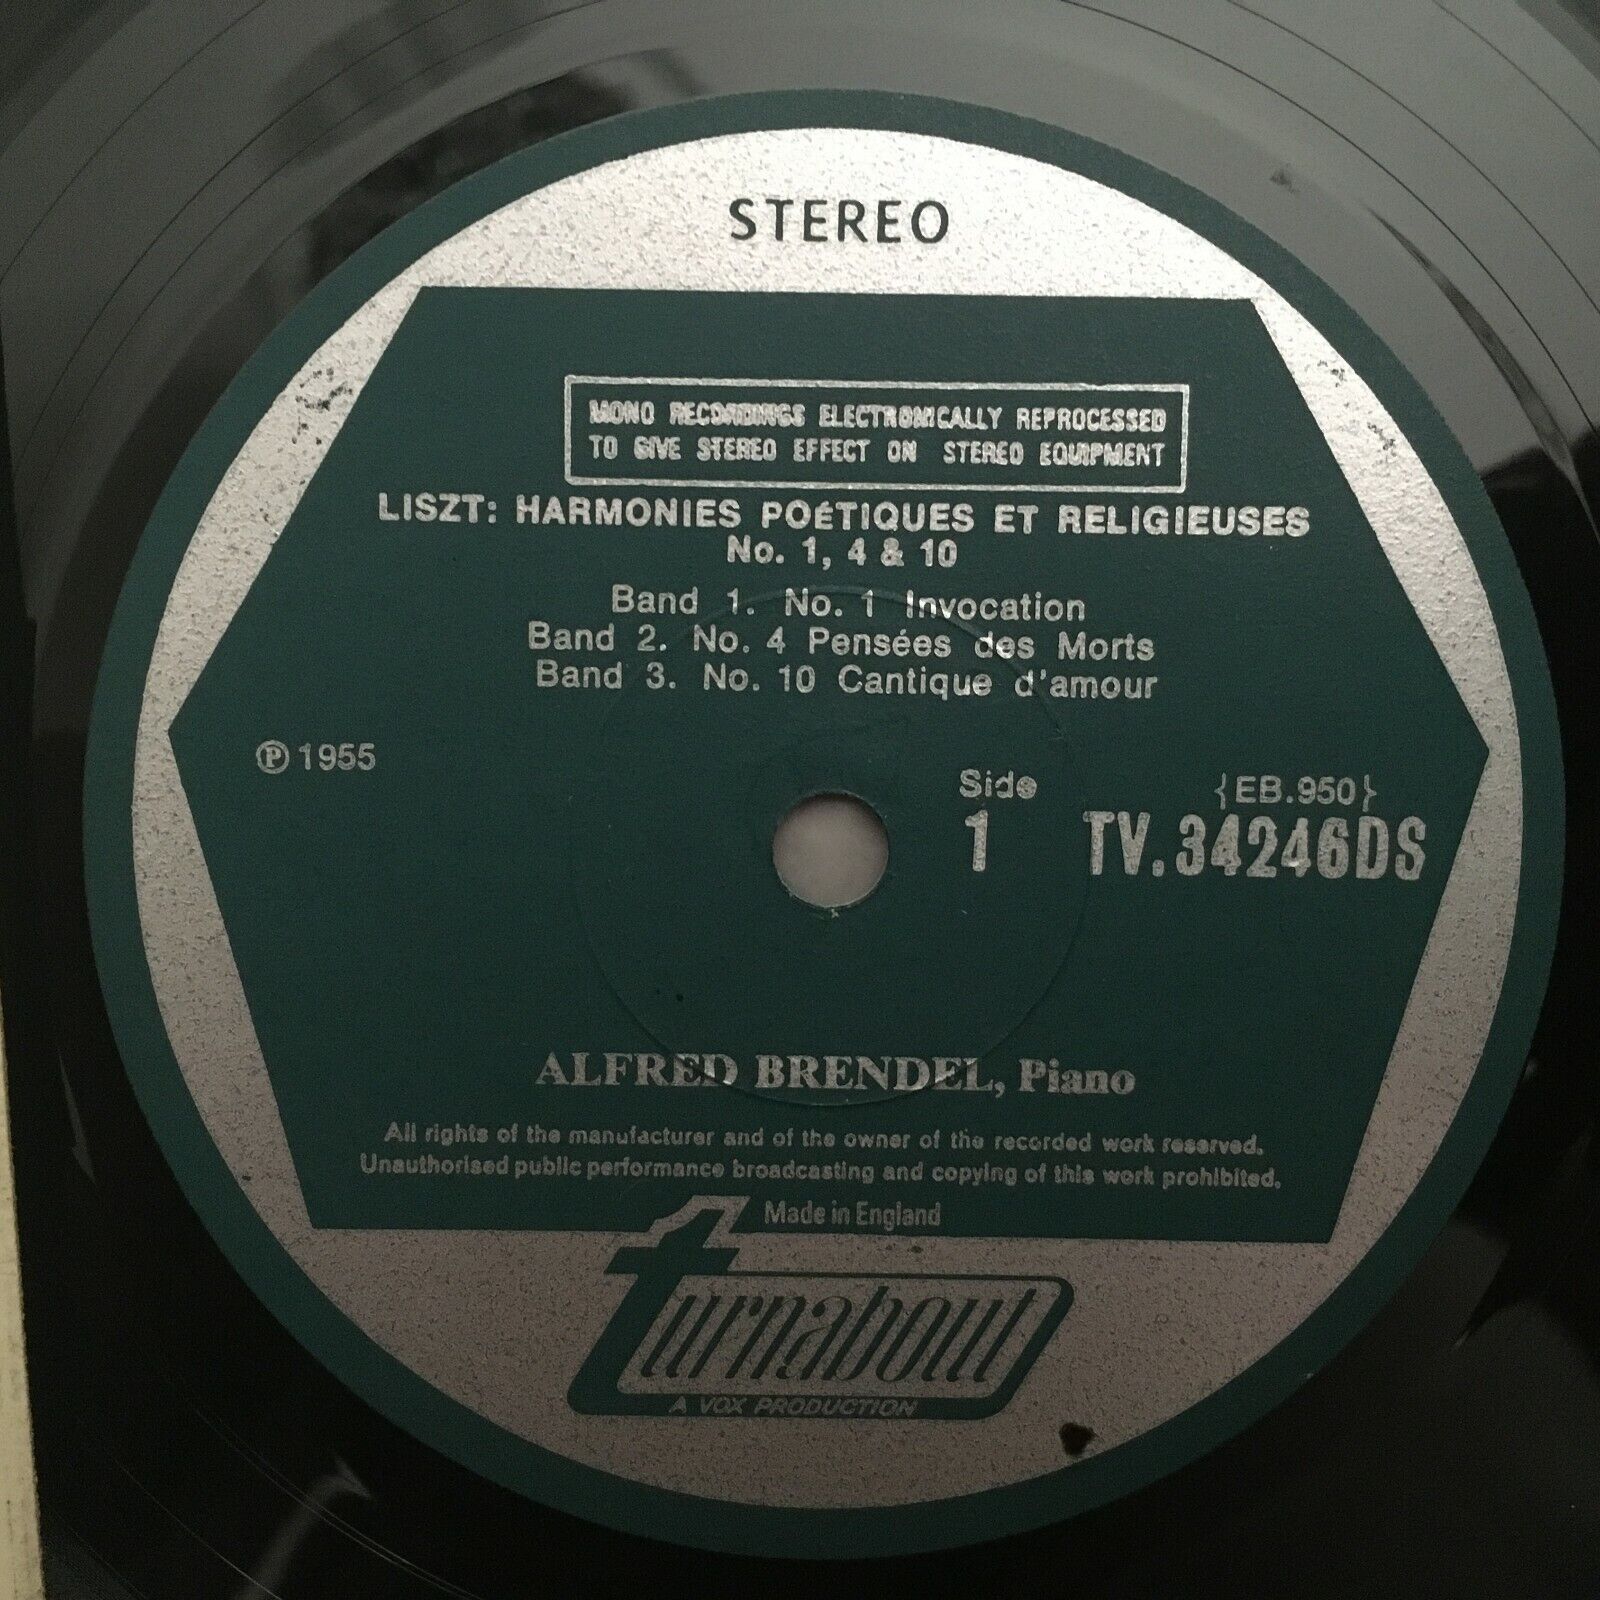 STEREO
MONO RECORDINGS ELECTRONICALLY REPROCESSED
TO GIVE STEREO EFFECT ON STEREO EQUIPMENT
LISZT: HARMONIES POéTIQUES ET RELIGIEUSES
No. 1, 4 & 10
Band 1. No. 1 Invocation
Band 2. No. 4 Pensées des Morts
Band 3. No. 10 Cantique d'amour
℗ 1955
Side
1
{EB.950}
TV.34246DS
ALFRED BRENDEL, Piano
All rights of the manufacturer and of the owner of the recorded work reserved.
Unauthorised public performance broadcasting and copying of this work prohibited.
Made in England
turnabout
A VOX PRODUCTION